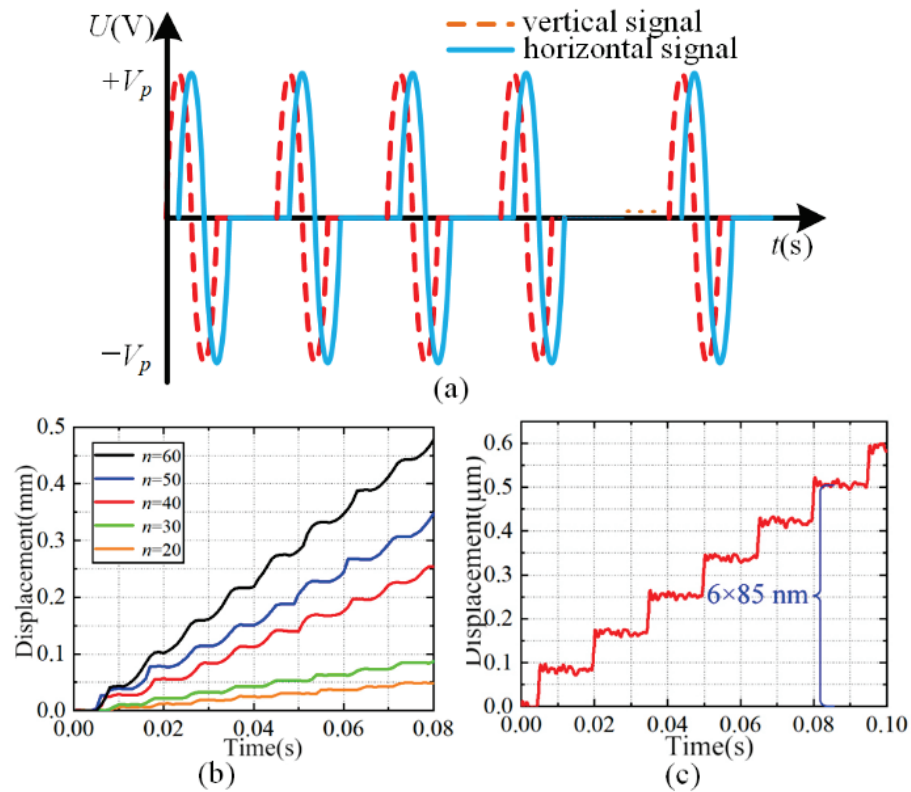 U(V)
vertical signal
horizontal signal
+Vp
t(s)
−Vp
(a)
Displacement(mm)
0.5
0.4
0.3
0.2
0.1
0.0
n=60
n=50
n=40
n=30
n=20
0.00 0.02 0.04 0.06 0.08
Time(s)
(b)
Displacement(μm)
0.6
0.5
0.4
0.3
0.2
0.1
0.0
6×85 nm
0.00 0.02 0.04 0.06 0.08 0.10
Time(s)
(c)